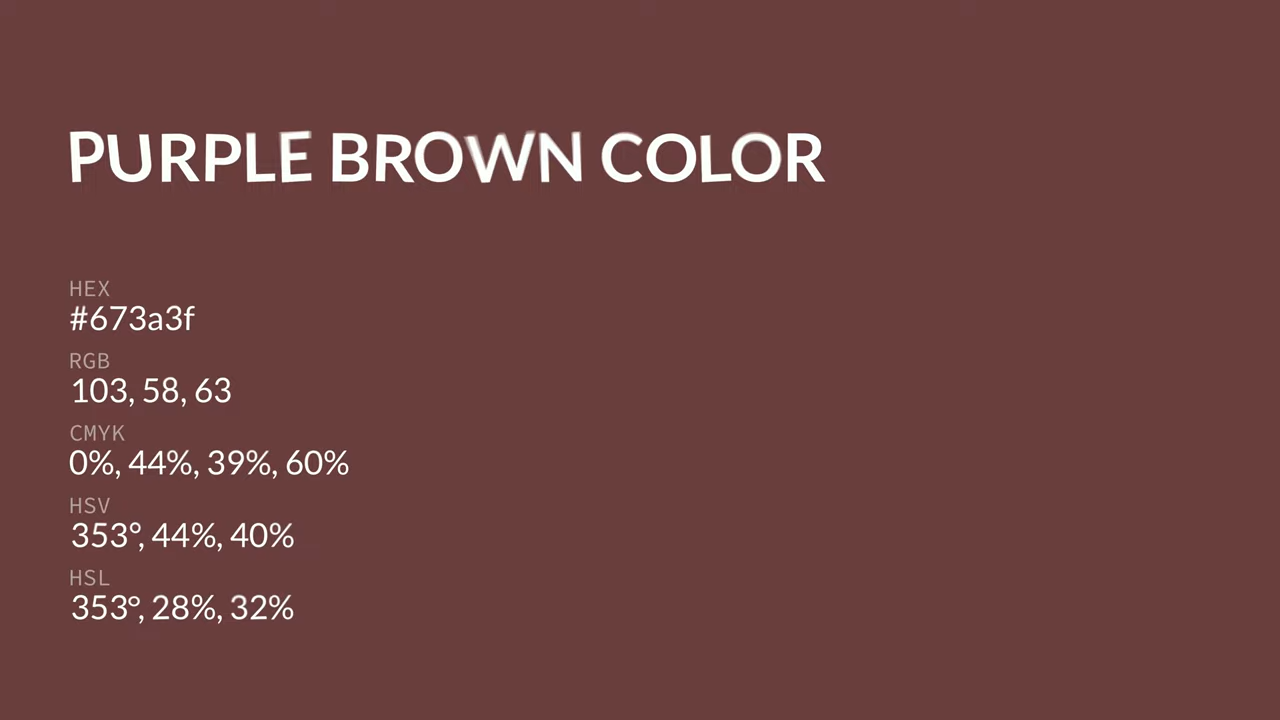 PURPLE BROWN COLOR
HEX
#673a3f
RGB
103, 58, 63
CMYK
0%, 44%, 39%, 60%
HSV
353°, 44%, 40%
HSL
353°, 28%, 32%